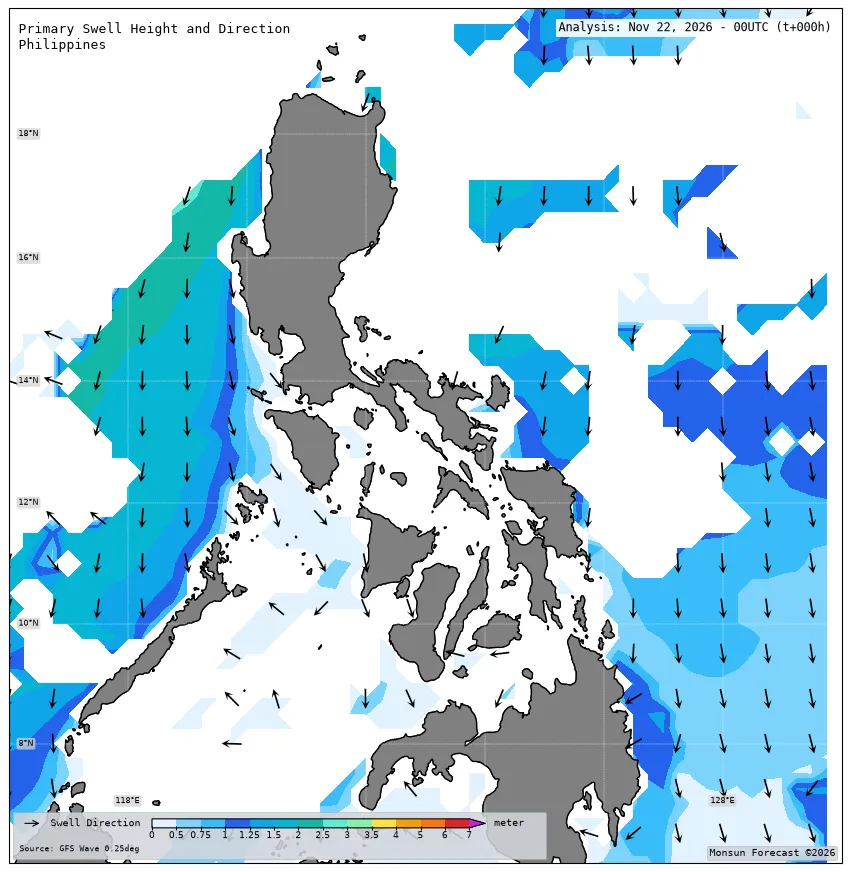 Primary Swell Height and Direction
Philippines
Analysis: Nov 22, 2026 - 00UTC (t+000h)
18°N
16°N
14°N
12°N
10°N
8°N
118°E
128°E
Swell Direction
0 0.5 0.75 1 1.25 1.5 2 2.5 3 3.5 4 5 6 7
meter
Source: GFS Wave 0.25deg
Monsun Forecast ©2026